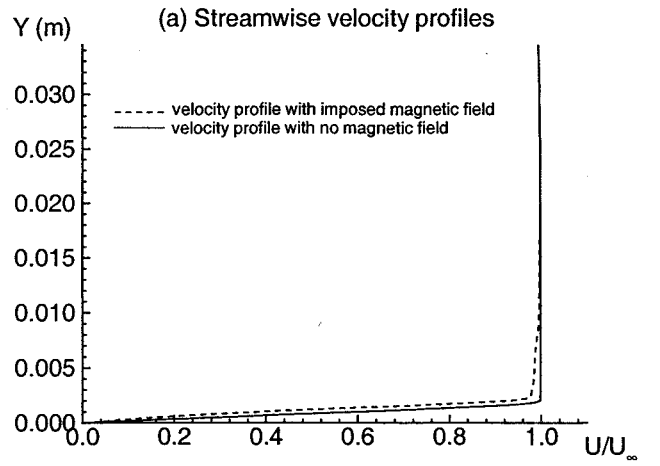 (a) Streamwise velocity profiles
Y (m)
velocity profile with imposed magnetic field
velocity profile with no magnetic field
0.030
0.025
0.020
0.015
0.010
0.005
0.000
0.0 0.2 0.4 0.6 0.8 1.0 U/U∞